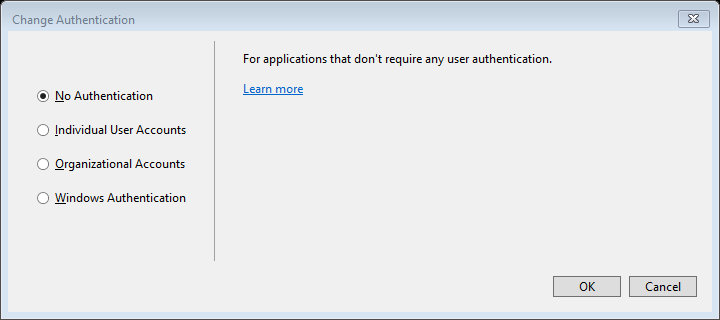 Change Authentication
For applications that don't require any user authentication.
Learn more
No Authentication
Individual User Accounts
Organizational Accounts
Windows Authentication
OK
Cancel